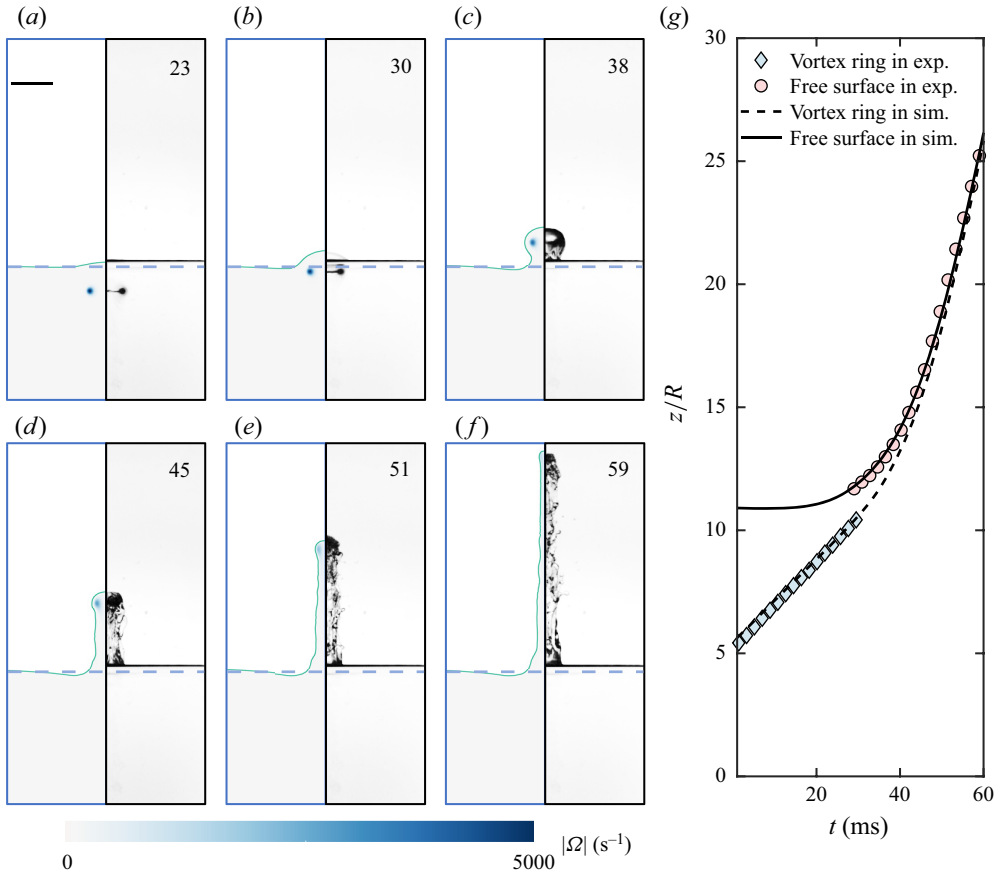 (a)
(b)
(c)
(g)
23
30
38
(d)
(e)
(f)
45
51
59
0
5000
|Ω| (s⁻¹)
30
25
20
15
10
5
0
z/R
Vortex ring in exp.
Free surface in exp.
Vortex ring in sim.
Free surface in sim.
20
40
60
t (ms)